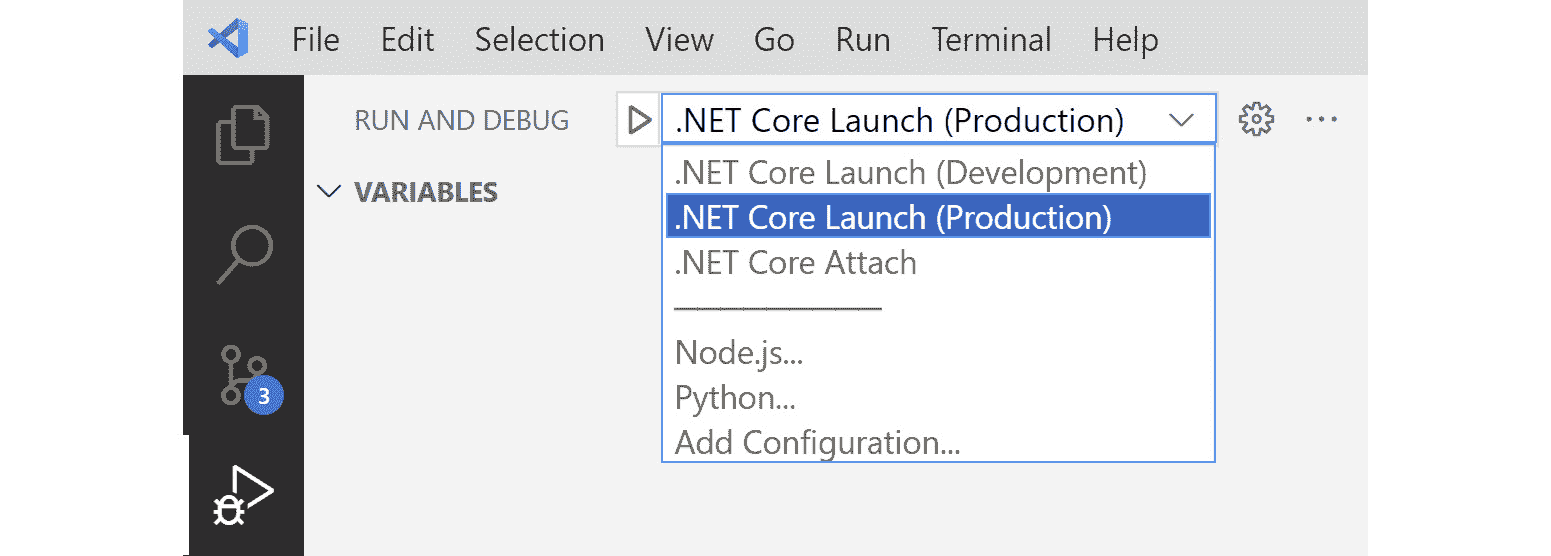 File Edit Selection View Go Run Terminal Help
RUN AND DEBUG .NET Core Launch (Production)
VARIABLES
.NET Core Launch (Development)
.NET Core Launch (Production)
.NET Core Attach
Node.js...
Python...
Add Configuration...
3